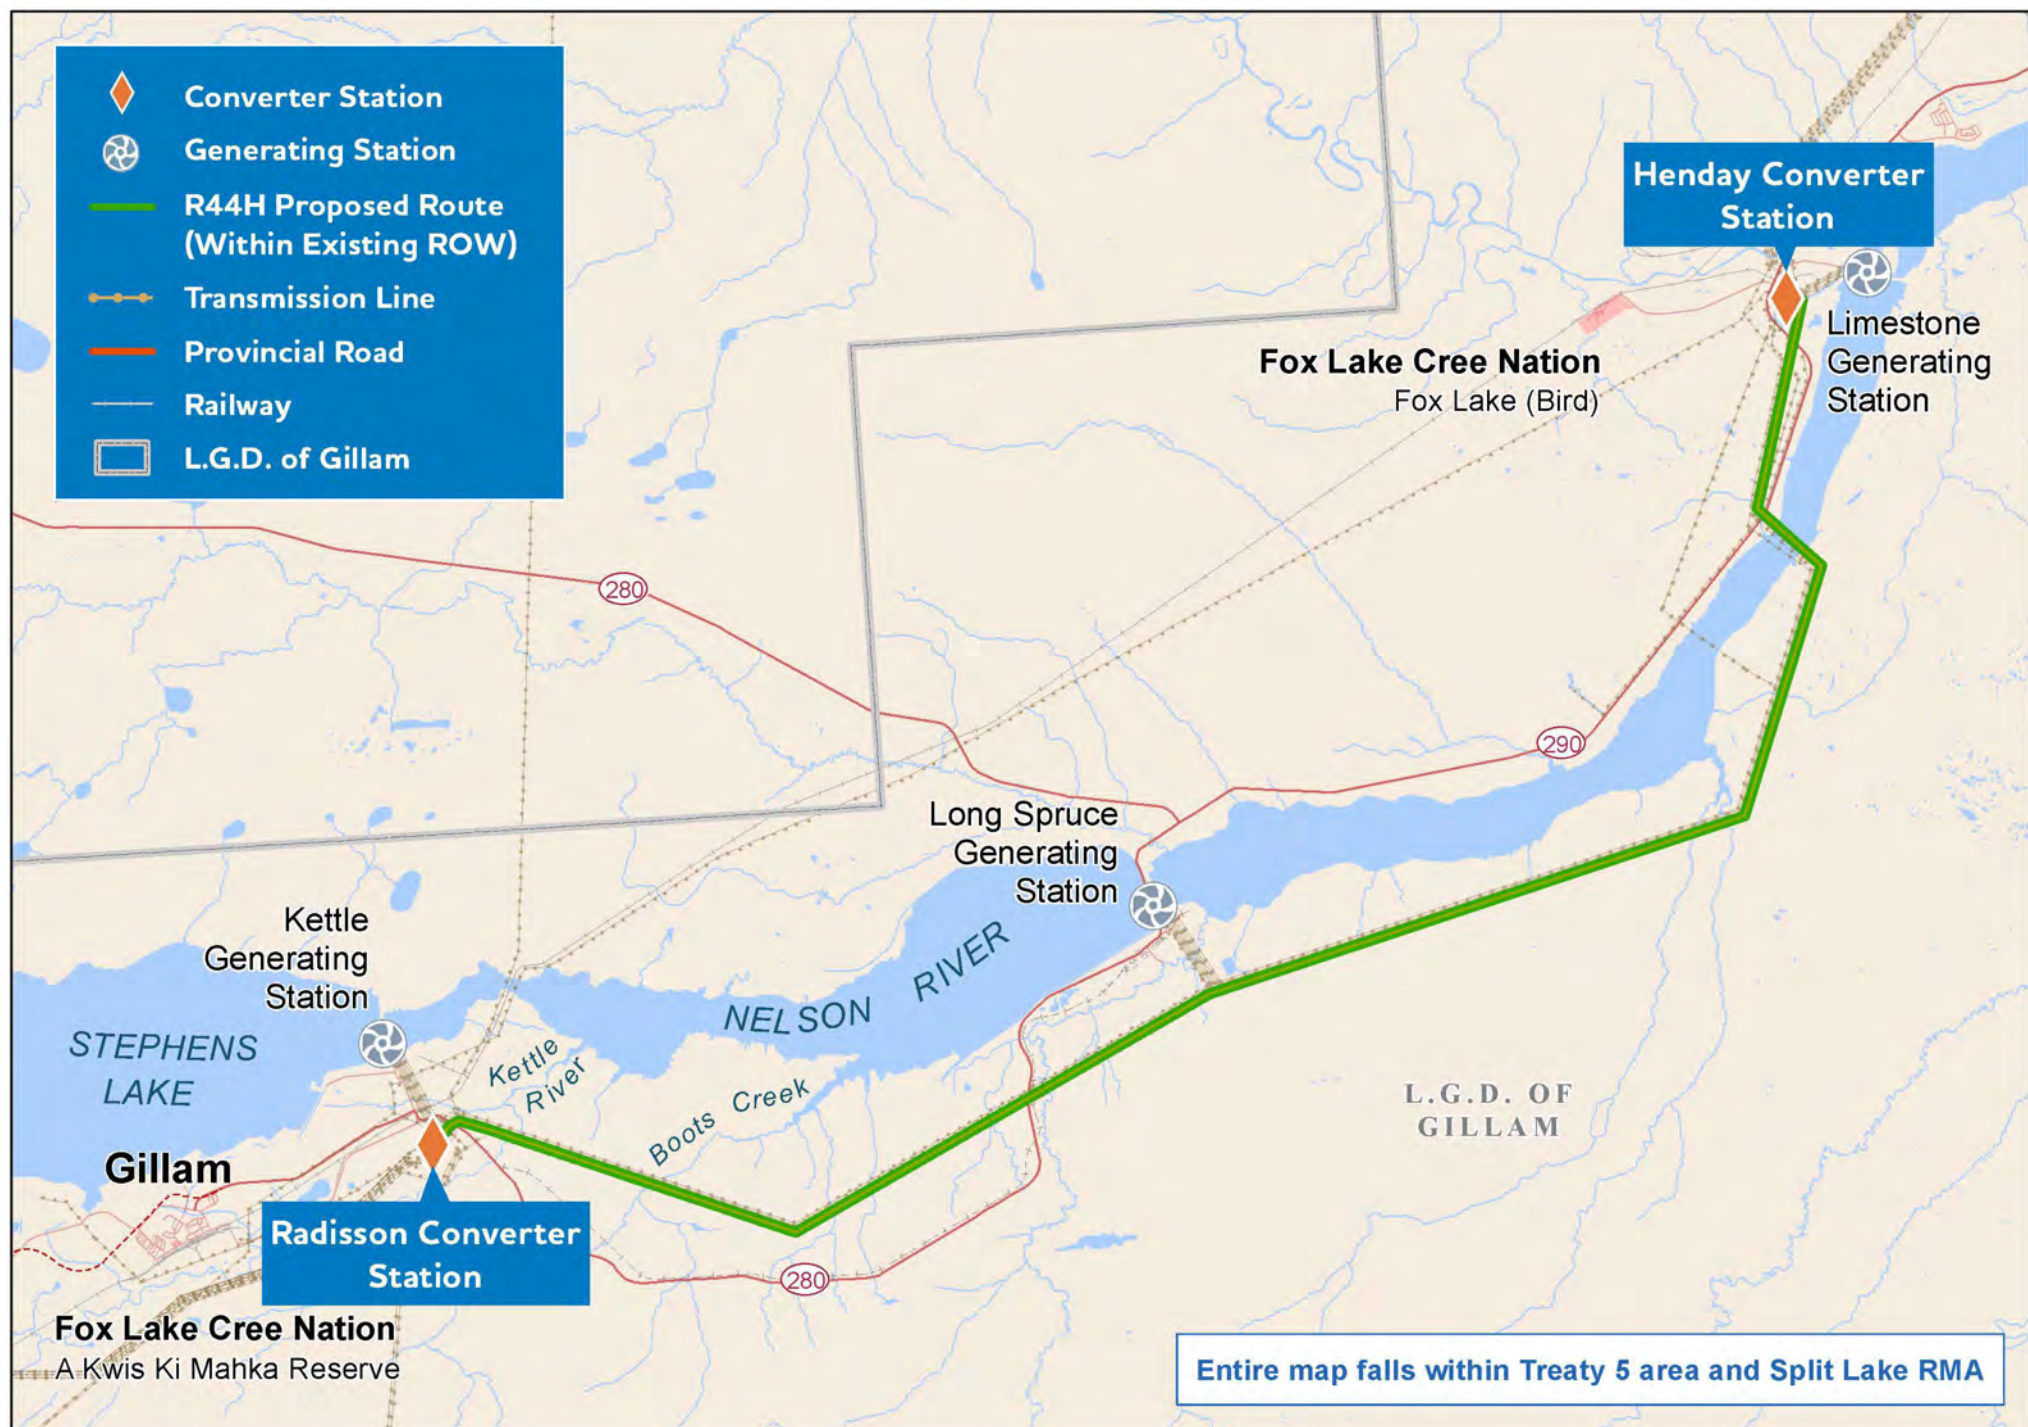 Converter Station
Generating Station
R44H Proposed Route
(Within Existing ROW)
Transmission Line
Provincial Road
Railway
L.G.D. of Gillam
Henday Converter
Station
Limestone
Generating
Station
Fox Lake Cree Nation
Fox Lake (Bird)
280
290
Long Spruce
Generating
Station
Kettle
Generating
Station
NELSON RIVER
STEPHENS
LAKE
Kettle
River
Boots Creek
L.G.D. OF
GILLAM
Gillam
Radisson Converter
Station
280
Fox Lake Cree Nation
A Kwis Ki Mahka Reserve
Entire map falls within Treaty 5 area and Split Lake RMA